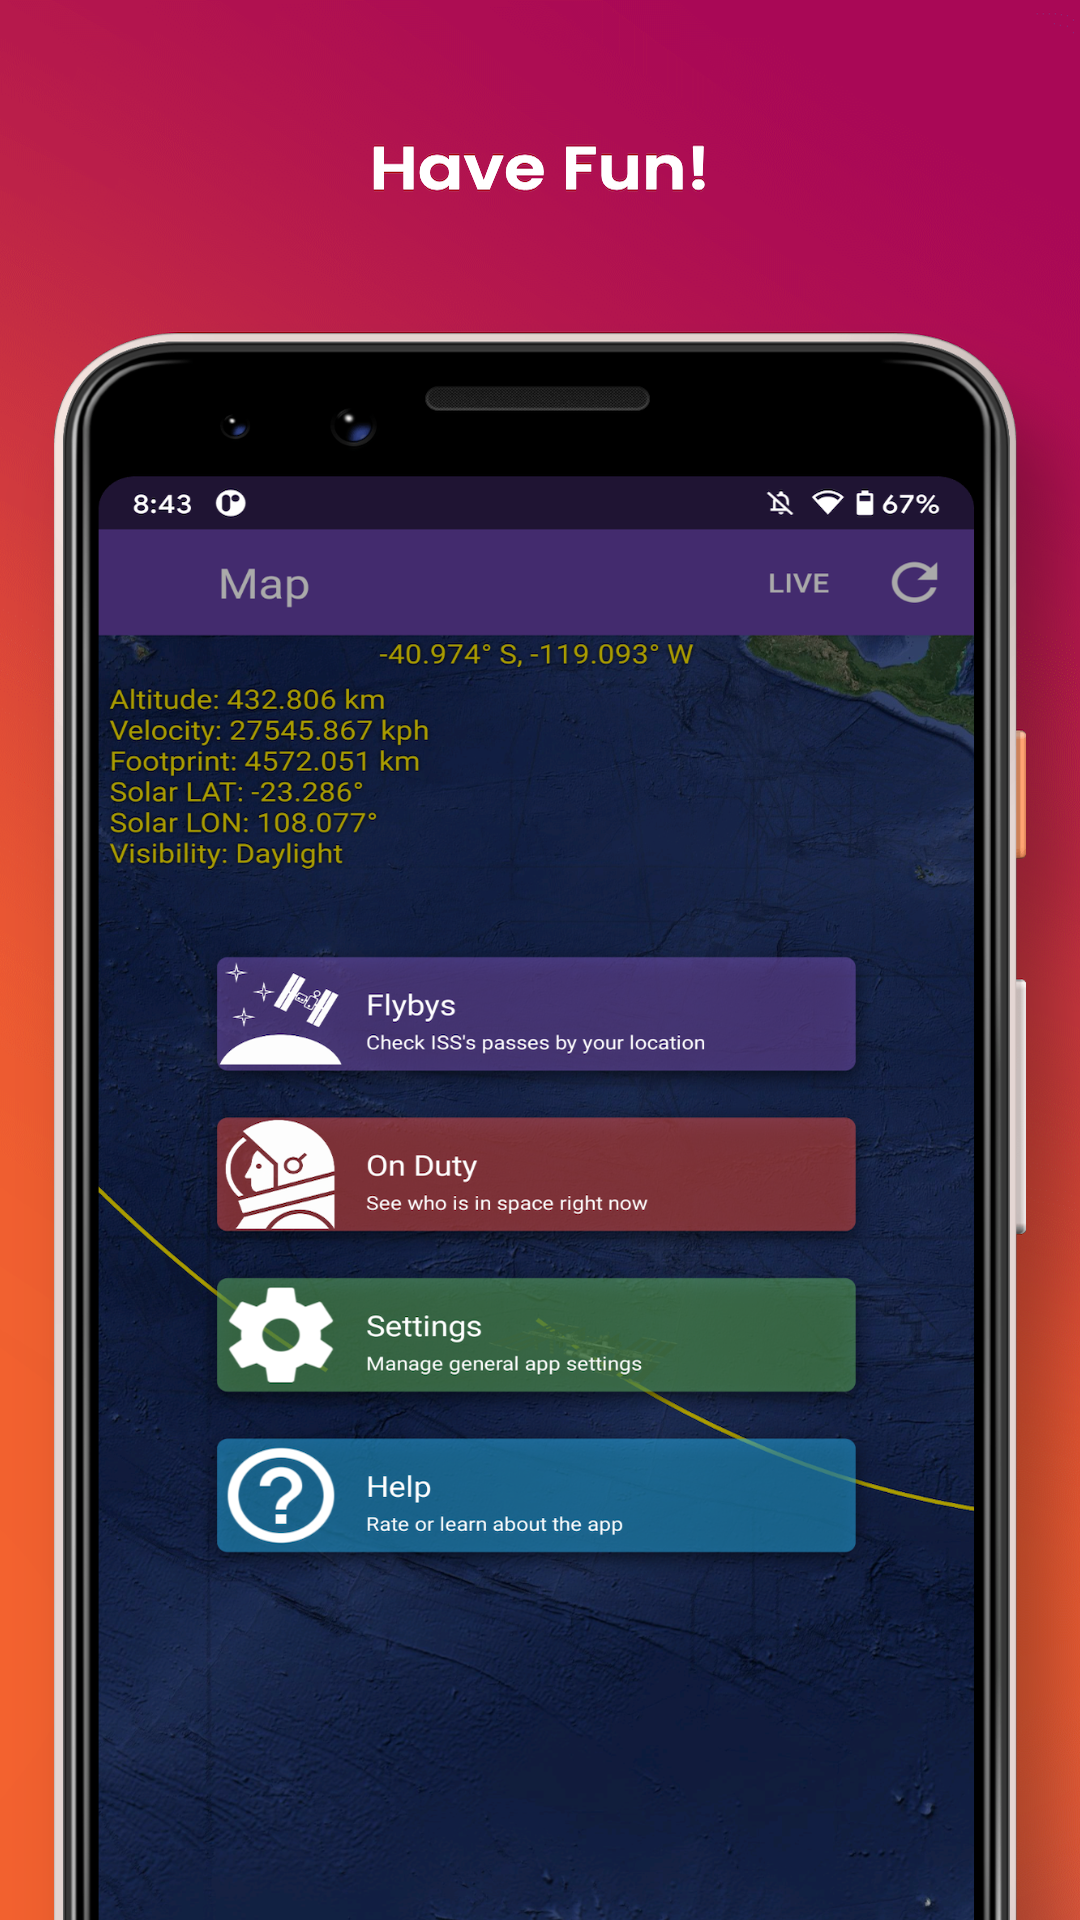 Have Fun!
8:43
67%
Map
LIVE
-40.974° S, -119.093° W
Altitude: 432.806 km
Velocity: 27545.867 kph
Footprint: 4572.051 km
Solar LAT: -23.286°
Solar LON: 108.077°
Visibility: Daylight
Flybys
Check ISS's passes by your location
On Duty
See who is in space right now
Settings
Manage general app settings
Help
Rate or learn about the app